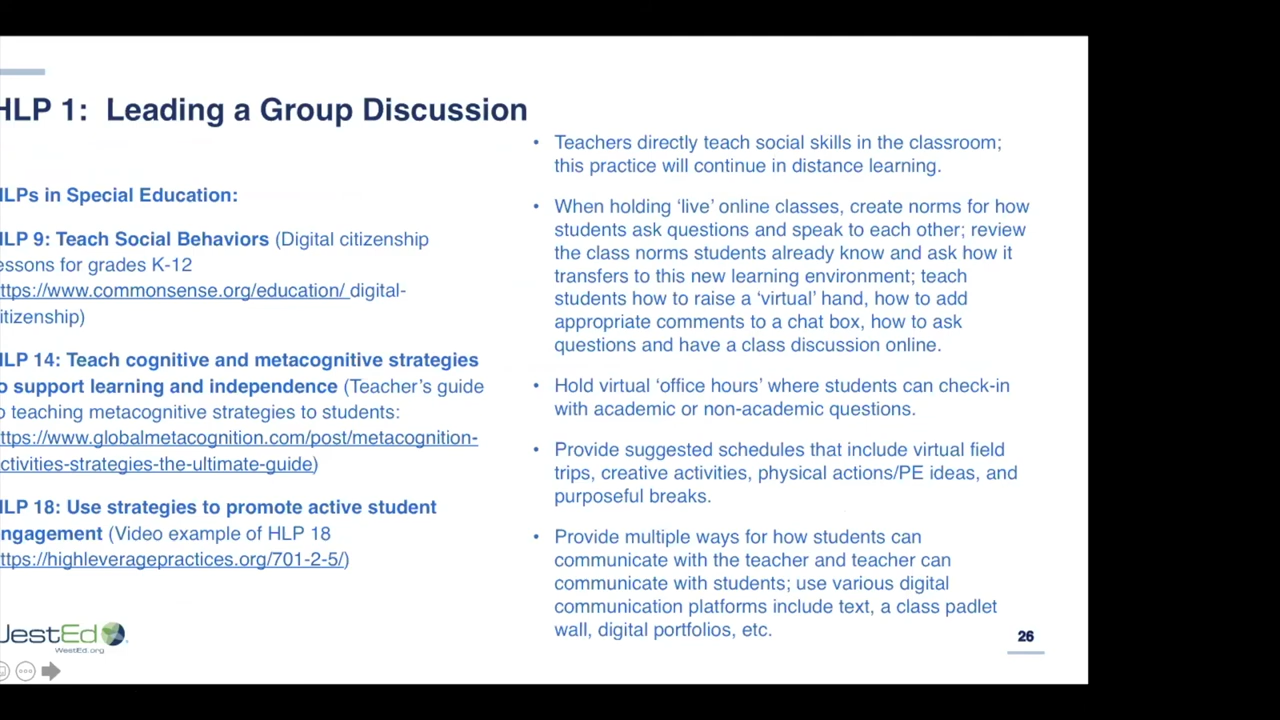 HLP 1: Leading a Group Discussion
HLPs in Special Education:
HLP 9: Teach Social Behaviors (Digital citizenship
essons for grades K-12
ttps://www.commonsense.org/education/ digital-
itizenship)
HLP 14: Teach cognitive and metacognitive strategies
o support learning and independence (Teacher's guide
o teaching metacognitive strategies to students:
ttps://www.globalmetacognition.com/post/metacognition-
ctivities-strategies-the-ultimate-guide)
HLP 18: Use strategies to promote active student
ngagement (Video example of HLP 18
ttps://highleveragepractices.org/701-2-5/)
• Teachers directly teach social skills in the classroom;
this practice will continue in distance learning.
• When holding ‘live’ online classes, create norms for how
students ask questions and speak to each other; review
the class norms students already know and ask how it
transfers to this new learning environment; teach
students how to raise a ‘virtual’ hand, how to add
appropriate comments to a chat box, how to ask
questions and have a class discussion online.
• Hold virtual ‘office hours’ where students can check-in
with academic or non-academic questions.
• Provide suggested schedules that include virtual field
trips, creative activities, physical actions/PE ideas, and
purposeful breaks.
• Provide multiple ways for how students can
communicate with the teacher and teacher can
communicate with students; use various digital
communication platforms include text, a class padlet
wall, digital portfolios, etc.
WestEd
WestEd.org
26